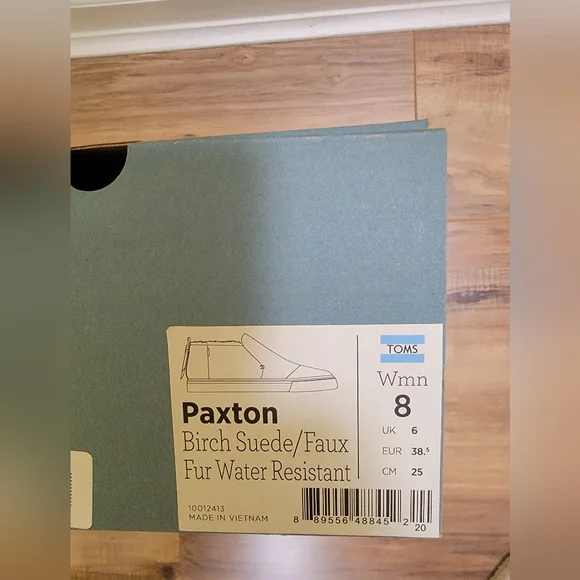 TOMS
Wmn
8
UK 6
EUR 38.5
CM 25
Paxton
Birch Suede/Faux
Fur Water Resistant
10012413
MADE IN VIETNAM
8 89556 48845 2 20